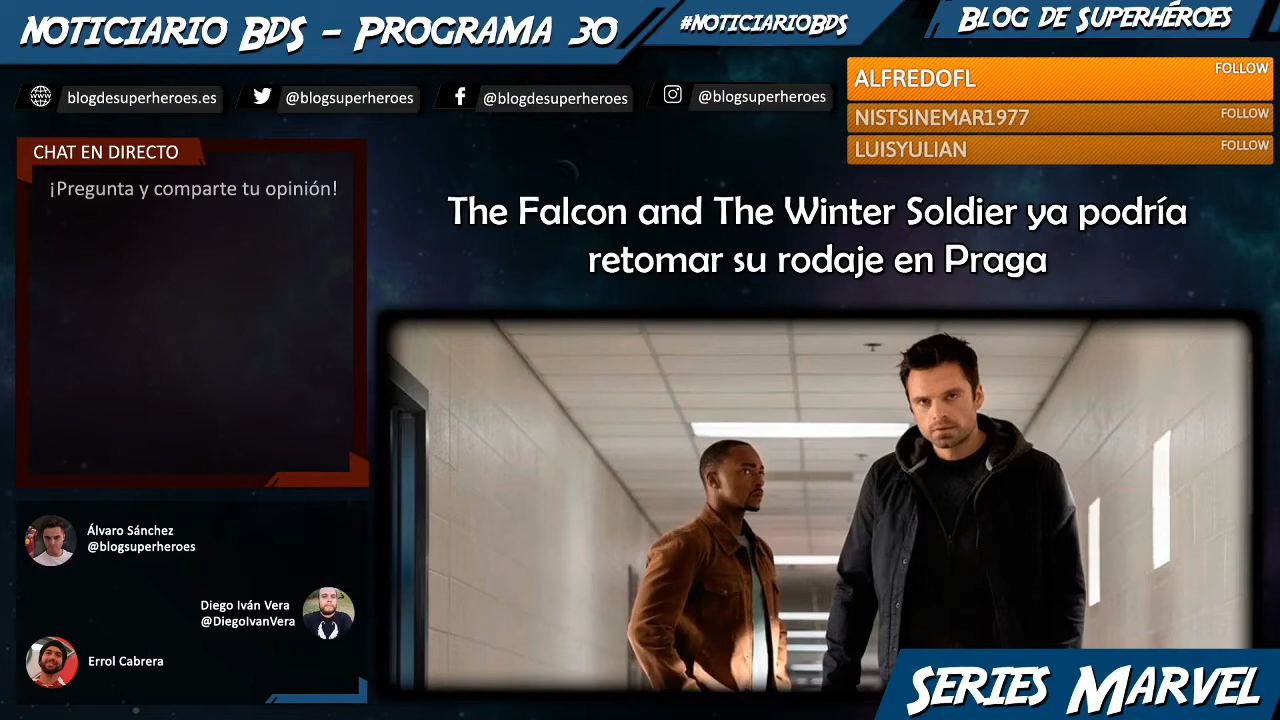 NOTICIARIO BDS - PROGRAMA 30
#NOTICIARIOBDS
BLOG DE SUPERHÉROES
blogdesuperheroes.es
@blogsuperheroes
@blogdesuperheroes
@blogsuperheroes
ALFREDOFL FOLLOW
NISTSINEMAR1977 FOLLOW
LUISYULIAN FOLLOW
CHAT EN DIRECTO
¡Pregunta y comparte tu opinión!
The Falcon and The Winter Soldier ya podría
retomar su rodaje en Praga
Álvaro Sánchez
@blogsuperheroes
Diego Iván Vera
@DiegoIvanVera
Errol Cabrera
SERIES MARVEL